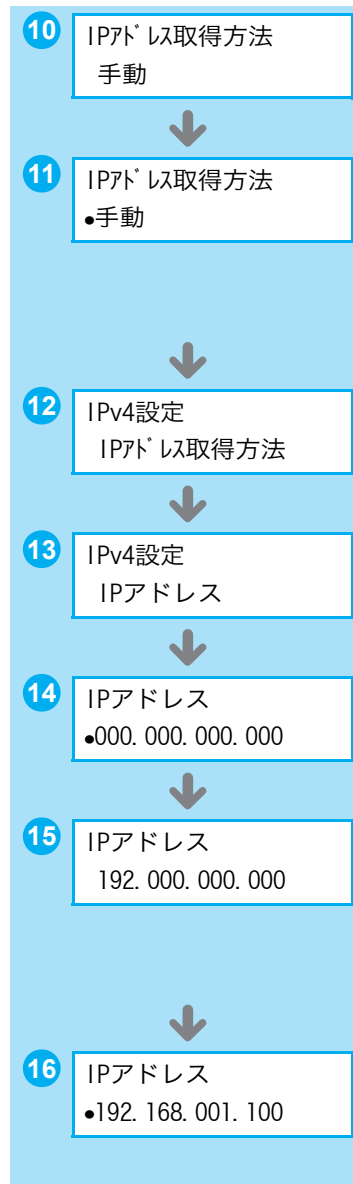 10
IPｱﾄﾞﾚｽ取得方法
手動
11
IPｱﾄﾞﾚｽ取得方法
●手動
12
IPv4設定
IPｱﾄﾞﾚｽ取得方法
13
IPv4設定
IPアドレス
14
IPアドレス
●000. 000. 000. 000
15
IPアドレス
192. 000. 000. 000
16
IPアドレス
●192. 168. 001. 100